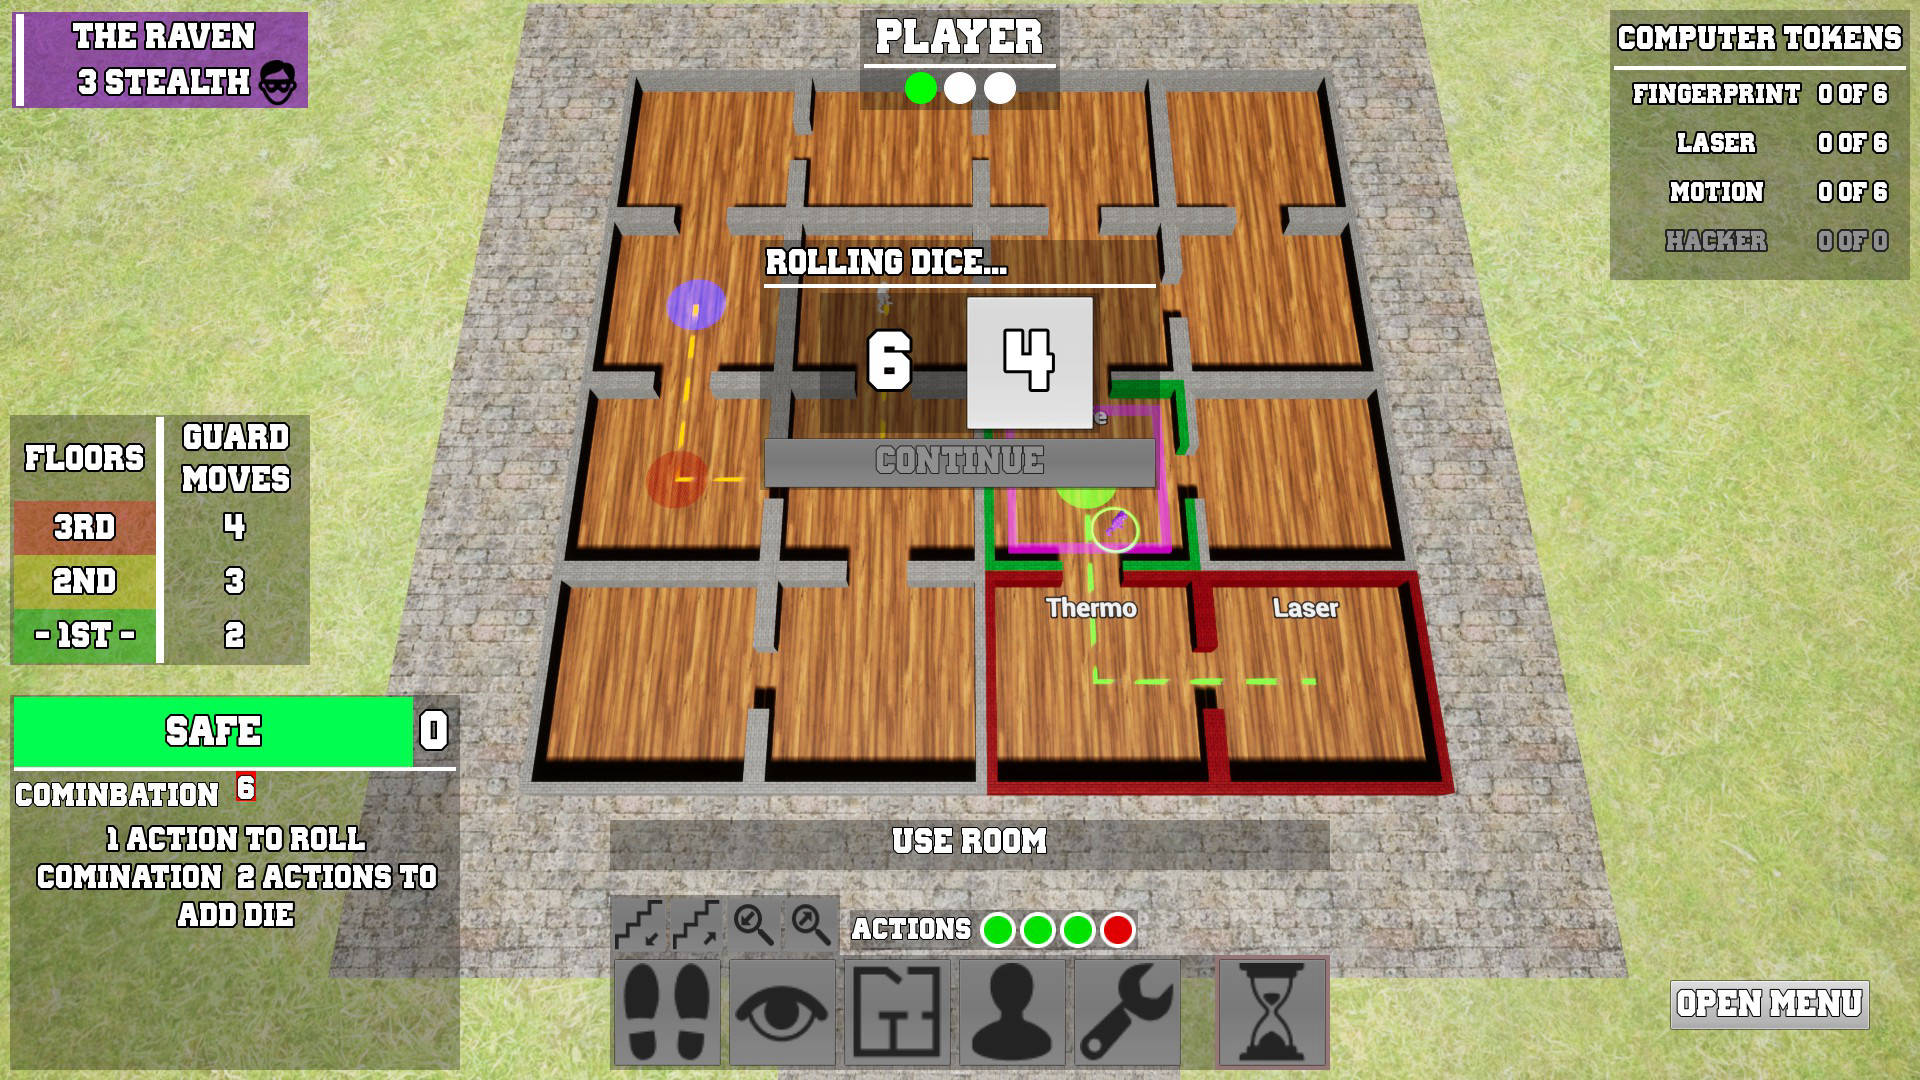 THE RAVEN
3 STEALTH
PLAYER
COMPUTER TOKENS
FINGERPRINT 0 OF 6
LASER 0 OF 6
MOTION 0 OF 6
HACKER 0 OF 0
ROLLING DICE...
6 4
CONTINUE
FLOORS GUARD MOVES
3RD 4
2ND 3
- 1ST - 2
Thermo Laser
SAFE 0
COMINBATION 6
1 ACTION TO ROLL
COMINATION 2 ACTIONS TO
ADD DIE
USE ROOM
ACTIONS
OPEN MENU